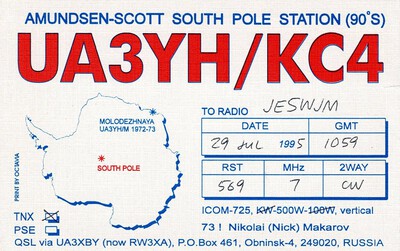 AMUNDSEN-SCOTT SOUTH POLE STATION (90°S)
UA3YH/KC4
MOLODEZHNAYA
UA3YH/M 1972-73
SOUTH POLE
PRINT BY OCTAVIA
TO RADIO JE5WJM
DATE GMT
29 JUL 1995 1059
RST MHz 2WAY
569 7 CW
ICOM-725, KW-500W-100W, vertical
TNX
PSE
73 ! Nikolai (Nick) Makarov
QSL via UA3XBY (now RW3XA), P.O.Box 461, Obninsk-4, 249020, RUSSIA